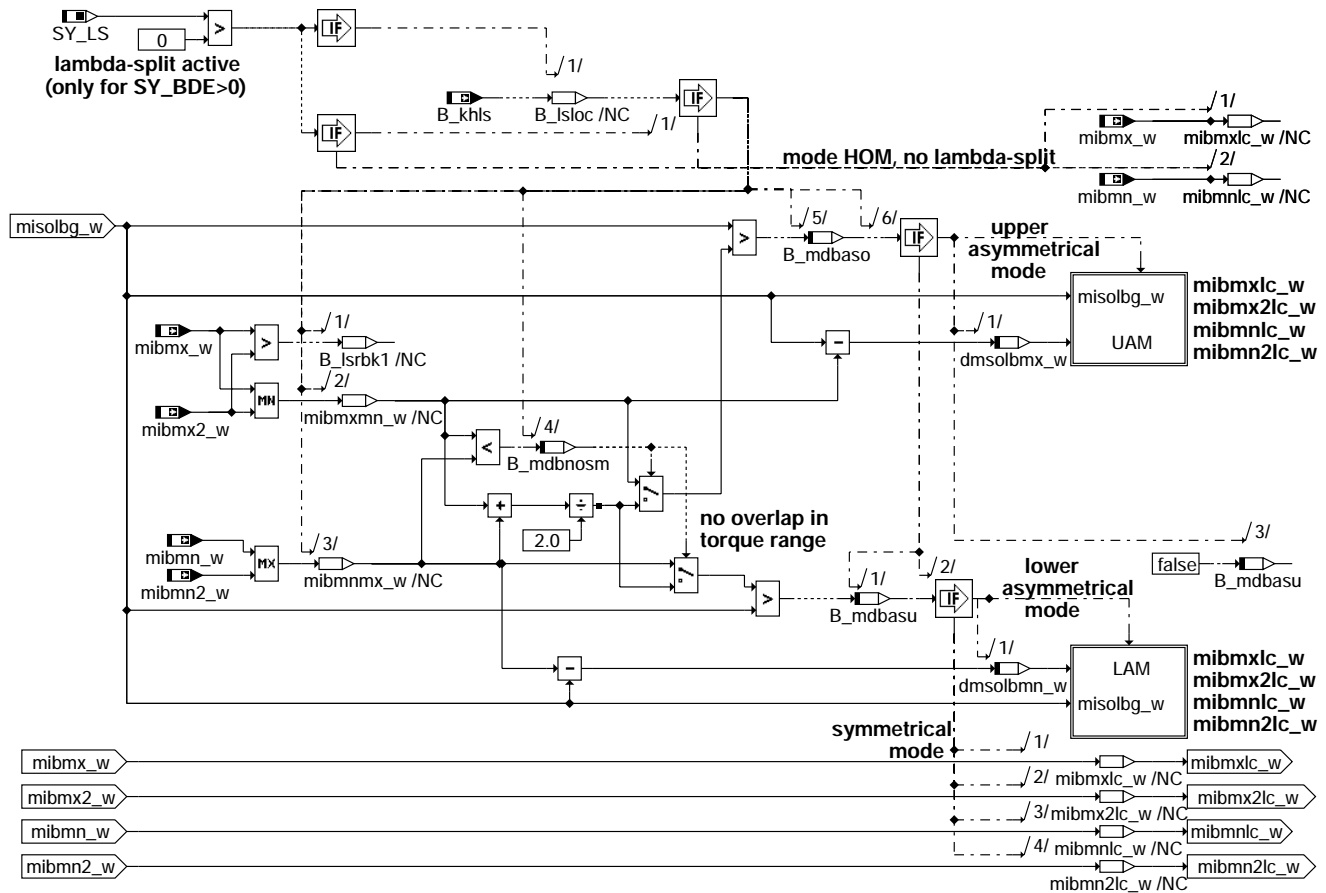 SY_LS
0
>
IF
lambda-split active
(only for SY_BDE>0)
/1/
B_khls
B_lsloc /NC
IF
/1/
IF
/1/
mibmx_w
mibmxlc_w /NC
mode HOM, no lambda-split
/2/
mibmn_w
mibmnlc_w /NC
misolbg_w
>
/5/
/6/
B_mdbaso
IF
upper
asymmetrical
mode
misolbg_w
UAM
mibmxlc_w
mibmx2lc_w
mibmnlc_w
mibmn2lc_w
mibmx_w
>
/1/
B_lsrbk1 /NC
-
/1/
dmsolbmx_w
mibmx2_w
MN
/2/
mibmxmn_w /NC
<
/4/
B_mdbnosm
+
÷
2.0
no overlap in
torque range
mibmn_w
mibmn2_w
MX
/3/
mibmnmx_w /NC
>
/1/
B_mdbasu
/2/
IF
lower
asymmetrical
mode
/3/
false
B_mdbasu
-
/1/
dmsolbmn_w
LAM
misolbg_w
mibmxlc_w
mibmx2lc_w
mibmnlc_w
mibmn2lc_w
symmetrical
mode
mibmx_w
/1/
mibmxlc_w /NC
mibmxlc_w
mibmx2_w
/2/
mibmx2lc_w /NC
mibmx2lc_w
mibmn_w
/3/
mibmnlc_w /NC
mibmnlc_w
mibmn2_w
/4/
mibmn2lc_w /NC
mibmn2lc_w